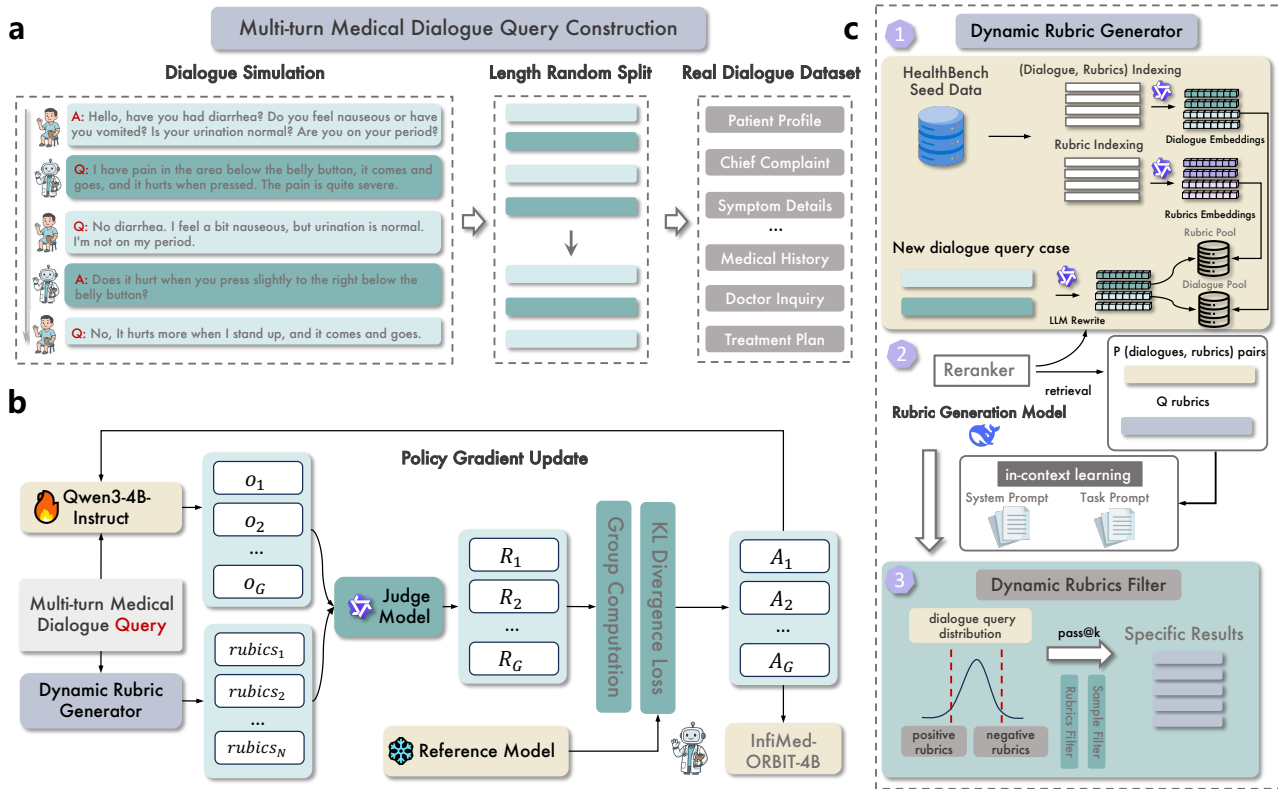 a
Multi-turn Medical Dialogue Query Construction
Dialogue Simulation
Length Random Split
Real Dialogue Dataset
A: Hello, have you had diarrhea? Do you feel nauseous or have
you vomited? Is your urination normal? Are you on your period?
Q: I have pain in the area below the belly button, it comes and
goes, and it hurts when pressed. The pain is quite severe.
Q: No diarrhea. I feel a bit nauseous, but urination is normal.
I'm not on my period.
A: Does it hurt when you press slightly to the right below the
belly button?
Q: No, It hurts more when I stand up, and it comes and goes.
Patient Profile
Chief Complaint
Symptom Details
...
Medical History
Doctor Inquiry
Treatment Plan
b
Policy Gradient Update
Qwen3-4B-
Instruct
Multi-turn Medical
Dialogue Query
Dynamic Rubric
Generator
o1
o2
...
oG
rubics1
rubics2
...
rubicsN
Judge
Model
R1
R2
...
RG
Group Computation
KL Divergence Loss
Reference Model
A1
A2
...
AG
InfiMed-
ORBIT-4B
c
1
Dynamic Rubric Generator
HealthBench
Seed Data
(Dialogue, Rubrics) Indexing
Dialogue Embeddings
Rubric Indexing
Rubrics Embeddings
Rubric Pool
New dialogue query case
Dialogue Pool
LLM Rewrite
2
Reranker
retrieval
P (dialogues, rubrics) pairs
Q rubrics
Rubric Generation Model
in-context learning
System Prompt
Task Prompt
3
Dynamic Rubrics Filter
dialogue query
distribution
pass@k
Specific Results
positive
rubrics
negative
rubrics
Rubrics Filter
Sample Filter